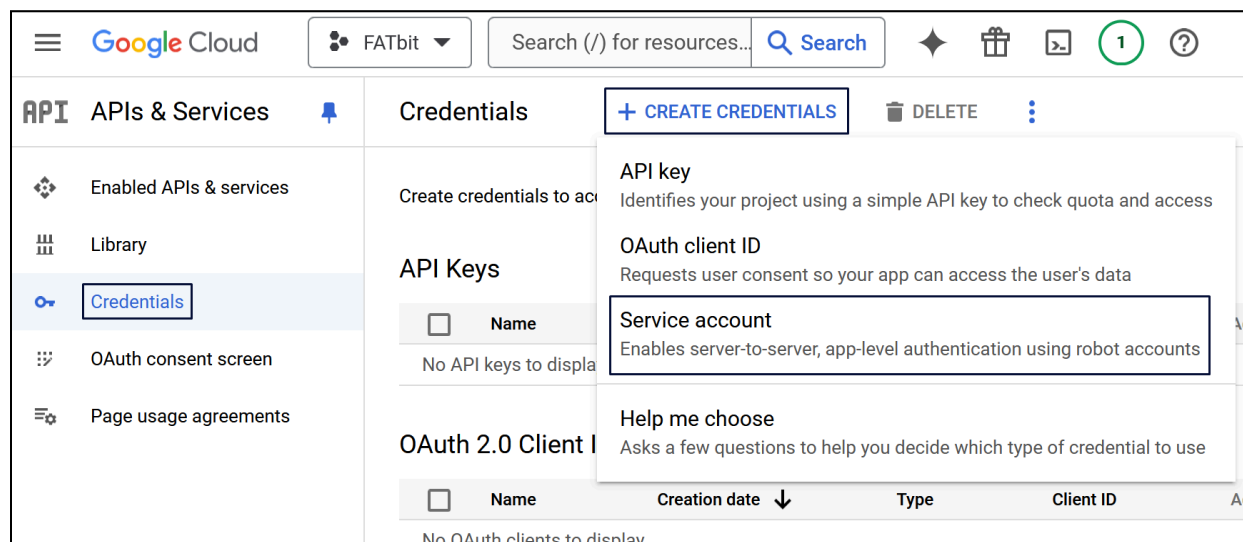 Google Cloud
FATbit
Search (/) for resources...
Search
1
API APIs & Services
Credentials
+ CREATE CREDENTIALS
DELETE
Enabled APIs & services
Library
Credentials
OAuth consent screen
Page usage agreements
Create credentials to
API key
Identifies your project using a simple API key to check quota and access
OAuth client ID
Requests user consent so your app can access the user's data
Service account
Enables server-to-server, app-level authentication using robot accounts
Help me choose
Asks a few questions to help you decide which type of credential to use
API Keys
Name
No API keys to displa
OAuth 2.0 Client I
Name
Creation date
Type
Client ID
No OAuth clients to display